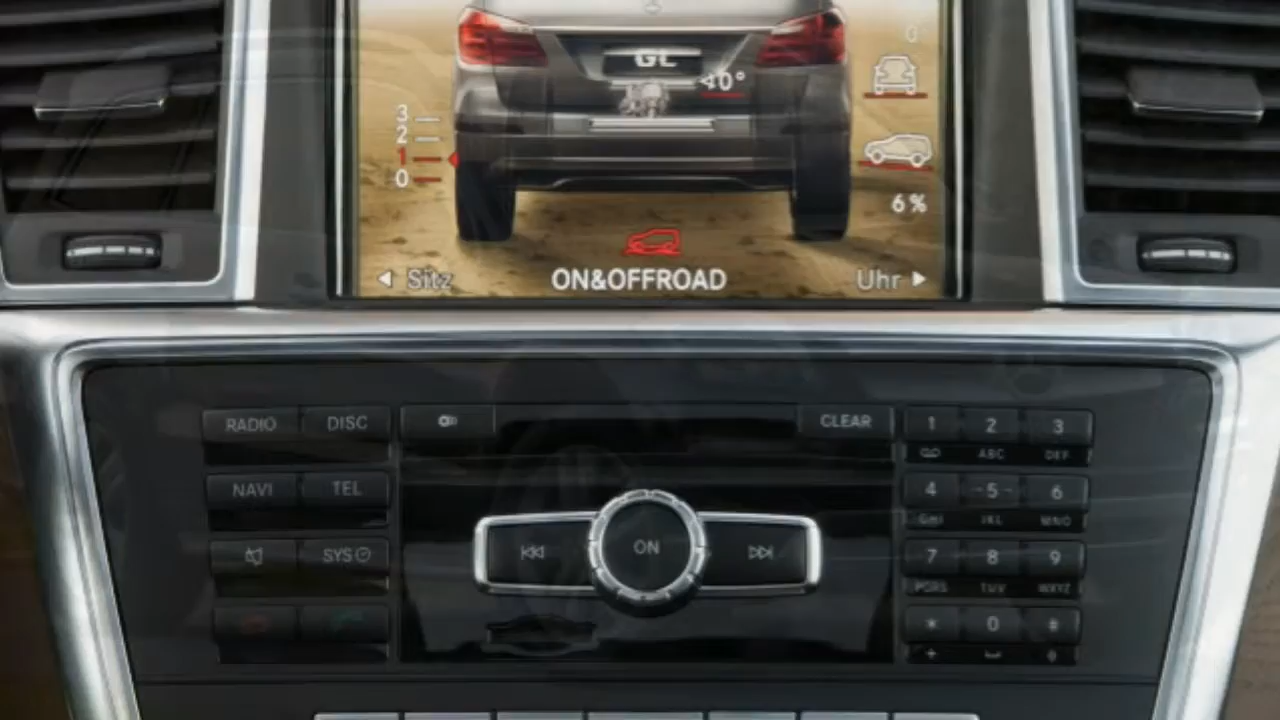 0
GL
40°
3
2
1
0
6%
Sitz ON&OFFROAD Uhr
RADIO DISC CLEAR 1 2 3
ABC DEF
NAVI TEL 4 5 6
GHI JKL MNO
SYS ON 7 8 9
PQRS TUV WXYZ
* 0 #
+